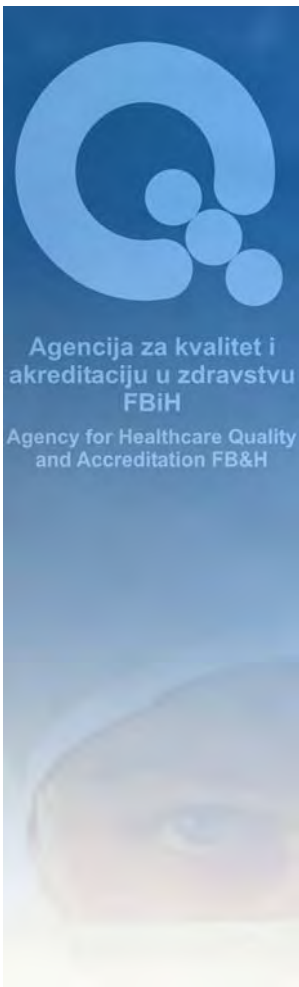 Agencija za kvalitet i
akreditaciju u zdravstvu
FBiH
Agency for Healthcare Quality
and Accreditation FB&H